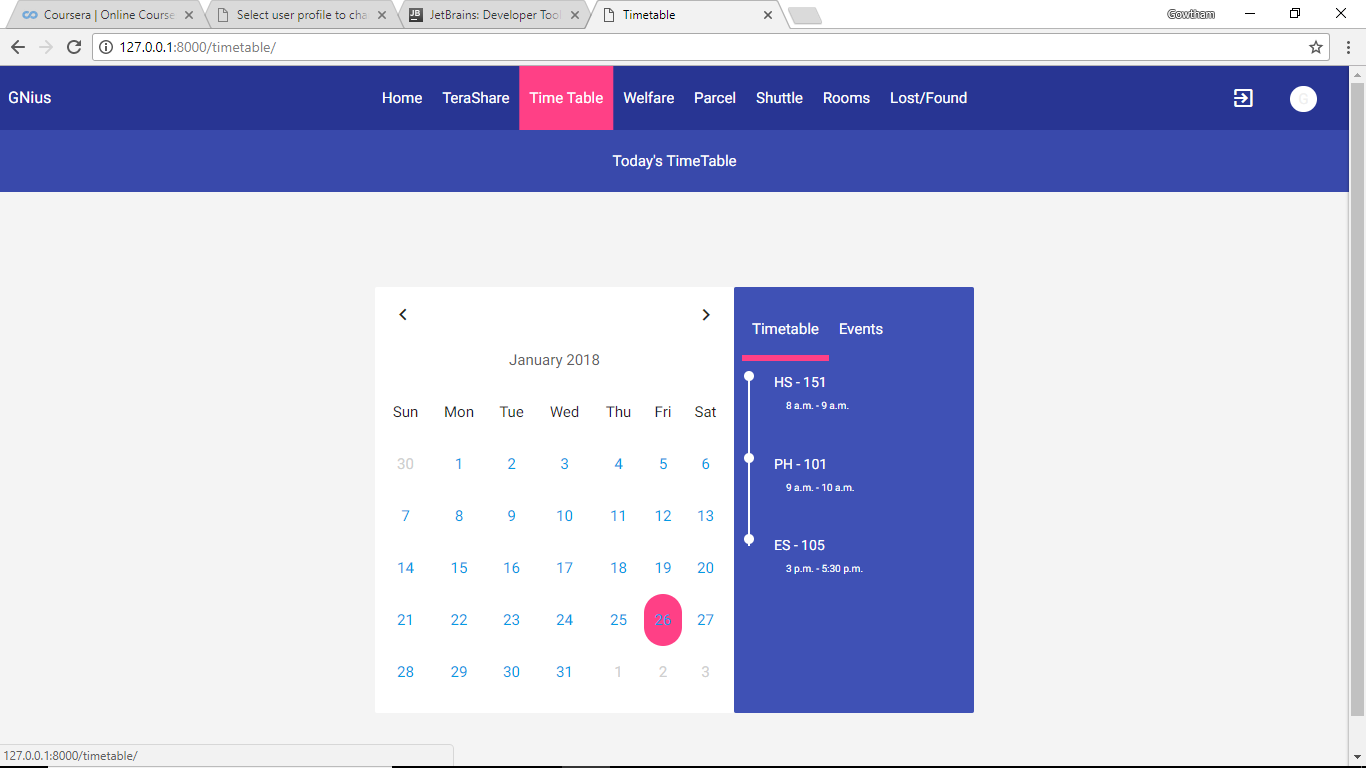 Coursera | Online Course
Select user profile to cha
JetBrains: Developer Tool
Timetable
Gowtham
127.0.0.1:8000/timetable/
GNius
Home TeraShare Time Table Welfare Parcel Shuttle Rooms Lost/Found
G
Today's TimeTable
January 2018
Sun Mon Tue Wed Thu Fri Sat
30 1 2 3 4 5 6
7 8 9 10 11 12 13
14 15 16 17 18 19 20
21 22 23 24 25 26 27
28 29 30 31 1 2 3
Timetable Events
HS - 151
8 a.m. - 9 a.m.
PH - 101
9 a.m. - 10 a.m.
ES - 105
3 p.m. - 5:30 p.m.
127.0.0.1:8000/timetable/